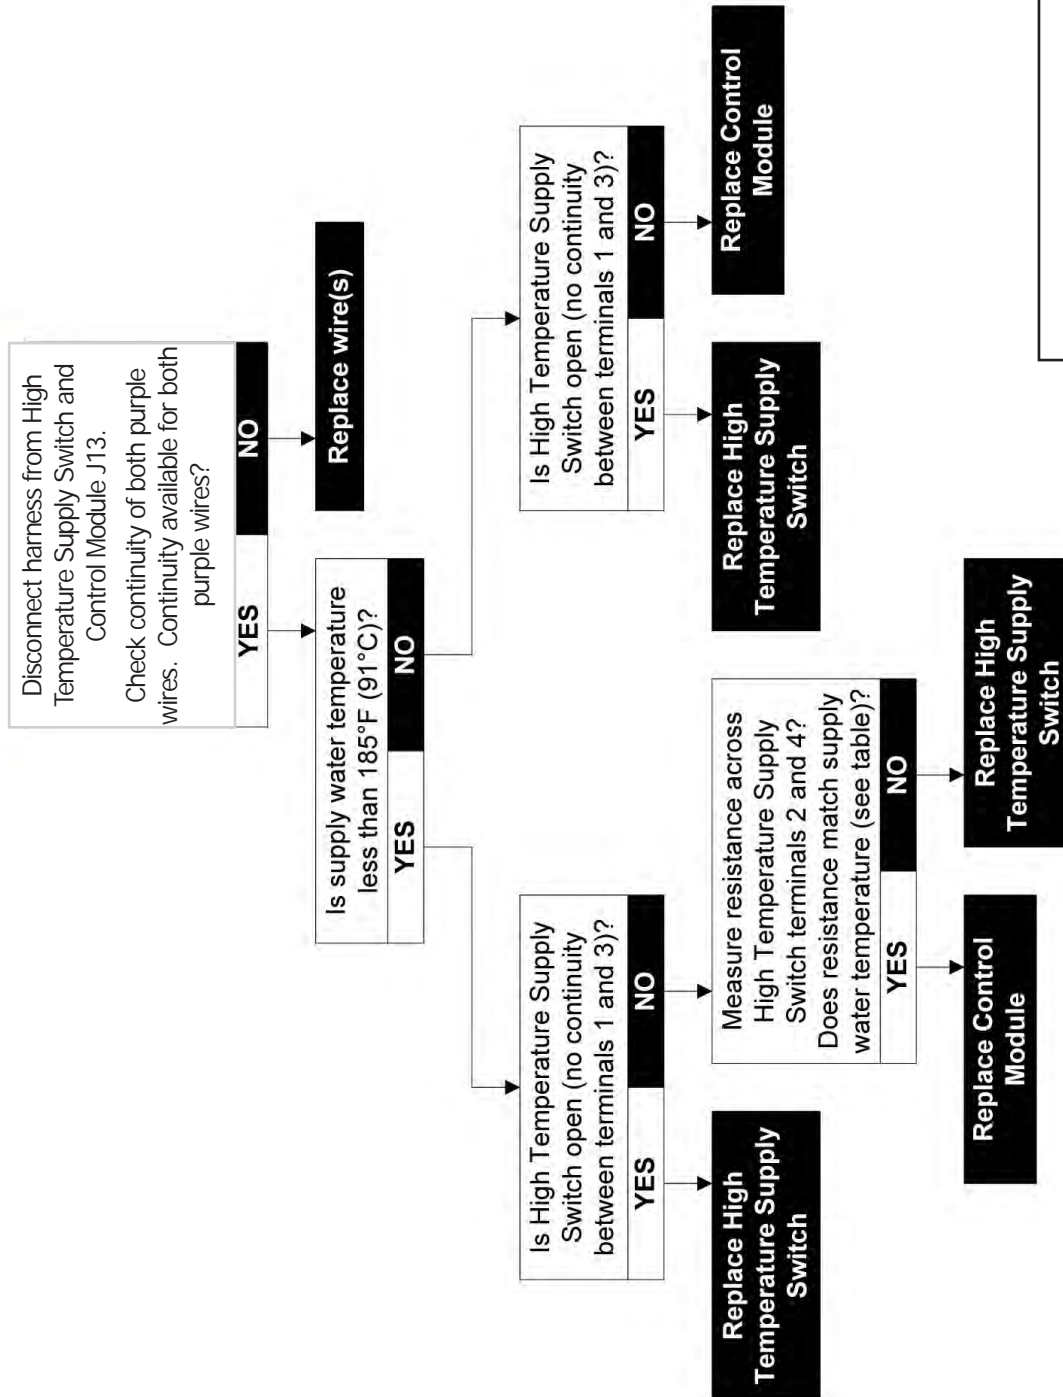 Disconnect harness from High
Temperature Supply Switch and
Control Module J13.
Check continuity of both purple
wires. Continuity available for both
purple wires?
YES
NO
Replace wire(s)
Is supply water temperature
less than 185°F (91°C)?
YES
NO
Is High Temperature Supply
Switch open (no continuity
between terminals 1 and 3)?
YES
NO
Replace High
Temperature Supply
Switch
Measure resistance across
High Temperature Supply
Switch terminals 2 and 4?
Does resistance match supply
water temperature (see table)?
YES
NO
Replace Control
Module
Replace High
Temperature Supply
Switch
Is High Temperature Supply
Switch open (no continuity
between terminals 1 and 3)?
YES
NO
Replace High
Temperature Supply
Switch
Replace Control
Module